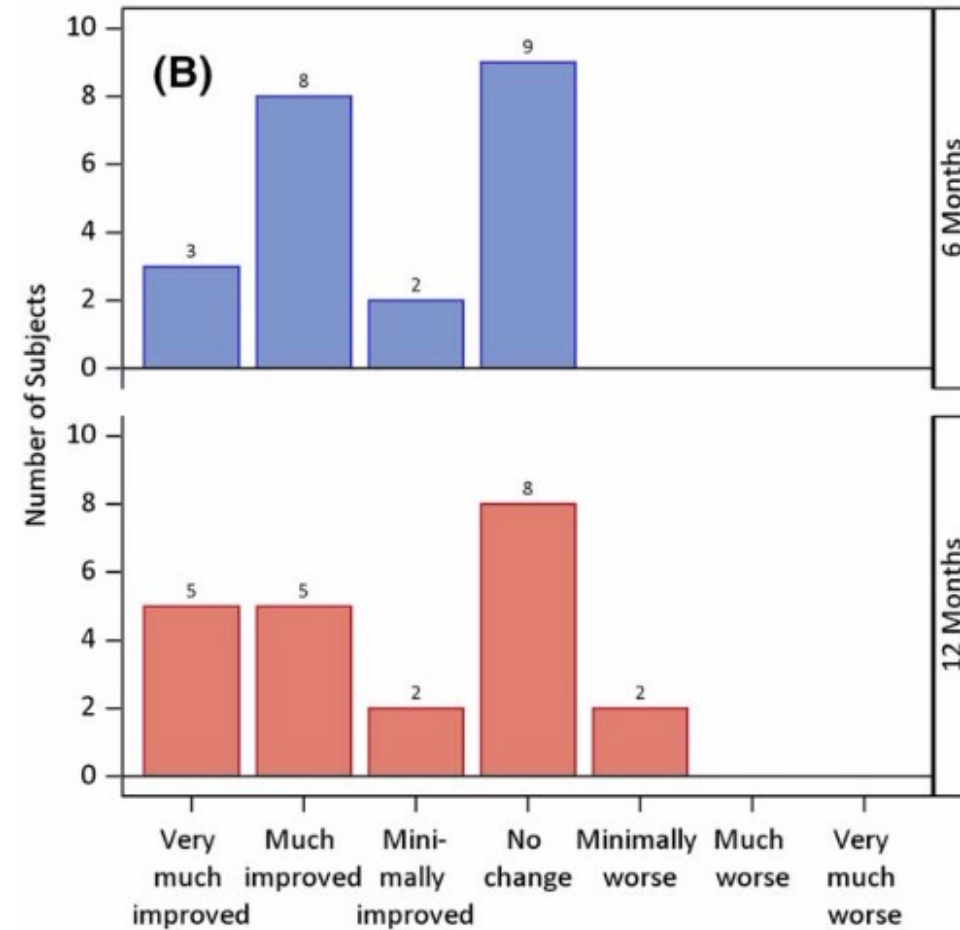 (B)
Number of Subjects
10
8
6
4
2
0
3
8
2
9
6 Months
10
8
6
4
2
0
5
5
2
8
2
12 Months
Very much improved
Much improved
Mini-mally improved
No change
Minimally worse
Much worse
Very much worse